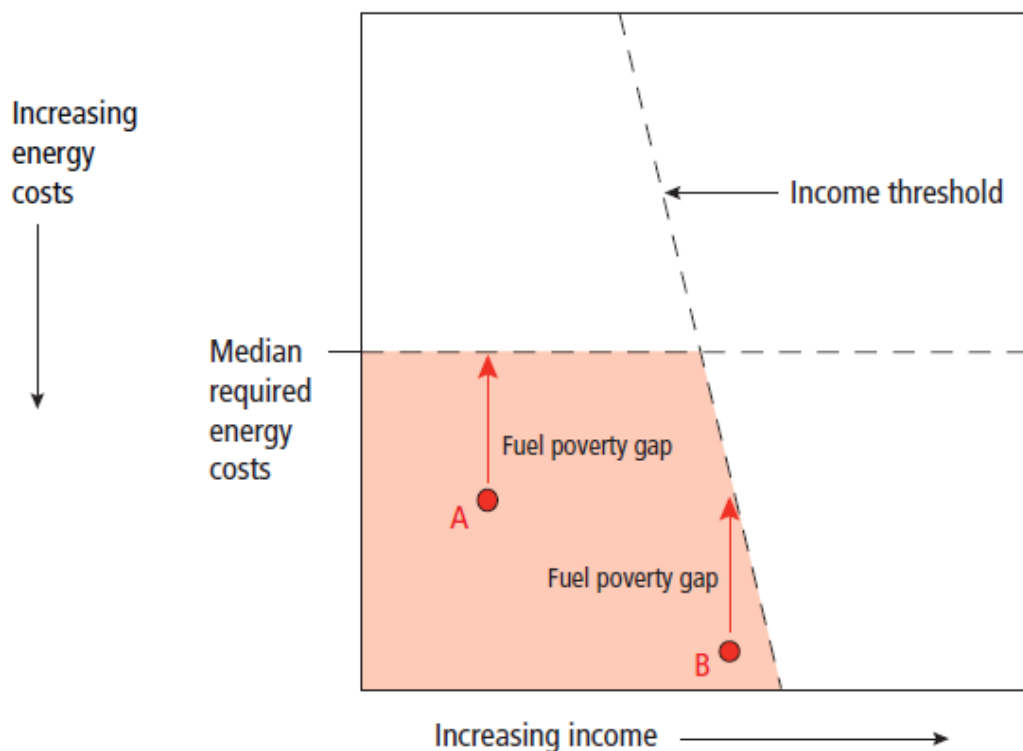 Increasing
energy
costs
Income threshold
Median
required
energy
costs
Fuel poverty gap
A
Fuel poverty gap
B
Increasing income